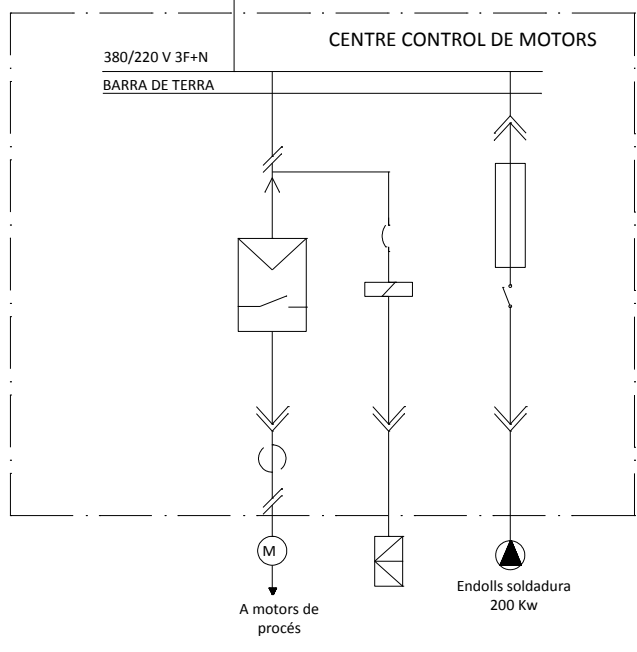 CENTRE CONTROL DE MOTORS
380/220 V 3F+N
BARRA DE TERRA
M
A motors de
procés
Endolls soldadura
200 Kw